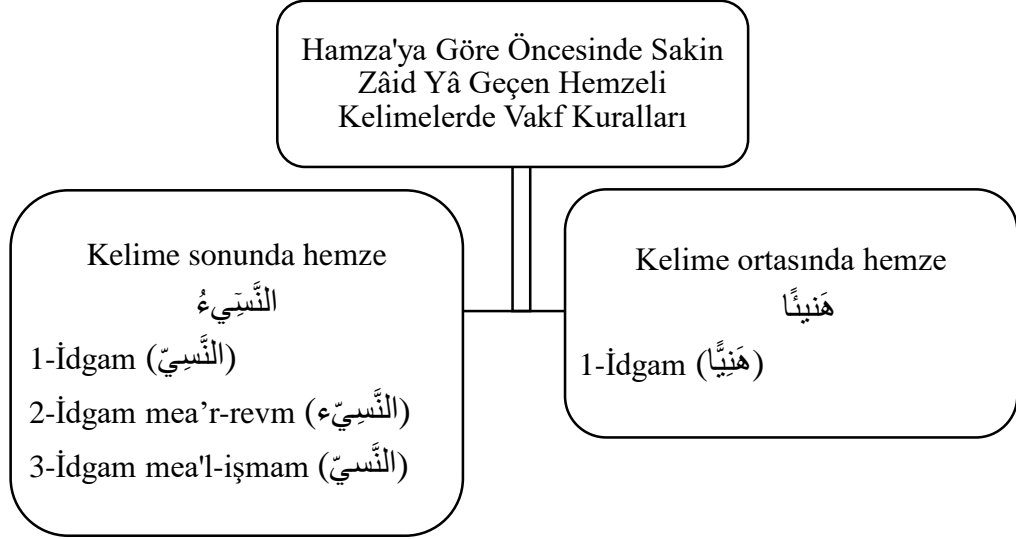 Hamza'ya Göre Öncesinde Sakin
Zâid Yâ Geçen Hemzeli
Kelimelerde Vakf Kuralları
Kelime sonunda hemze
النَّسِٓيءُ
1-İdgam (النَّسِيّ)
2-İdgam mea’r-revm (النَّسِيّء)
3-İdgam mea'l-işmam (النَّسيّ)
Kelime ortasında hemze
هَنيئًا
1-İdgam (هَنِيًّا)